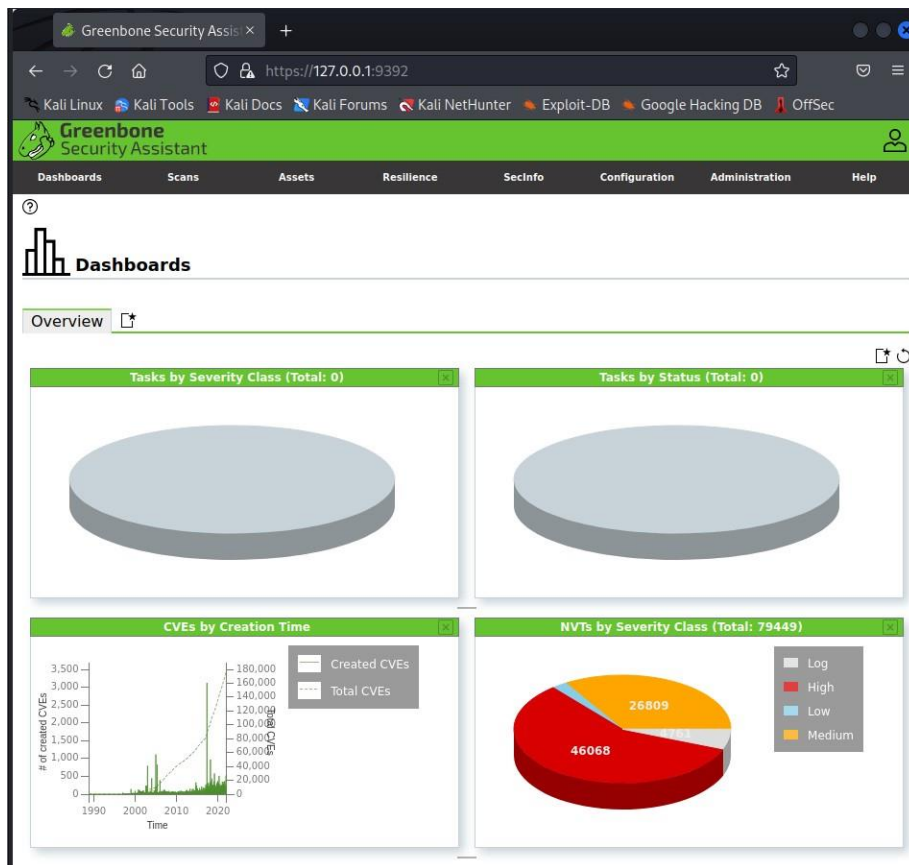 Greenbone Security Assis
https://127.0.0.1:9392
Kali Linux Kali Tools Kali Docs Kali Forums Kali NetHunter Exploit-DB Google Hacking DB OffSec
Greenbone
Security Assistant
Dashboards Scans Assets Resilience SecInfo Configuration Administration Help
Dashboards
Overview
Tasks by Severity Class (Total: 0)
Tasks by Status (Total: 0)
CVEs by Creation Time
3,500
3,000
2,500
2,000
1,500
1,000
500
0
# of created CVEs
1990 2000 2010 2020
Time
180,000
160,000
140,000
120,000
100,000
80,000
60,000
40,000
20,000
0
Total CVEs
Created CVEs
Total CVEs
NVTs by Severity Class (Total: 79449)
26809
4761
46068
Log
High
Low
Medium